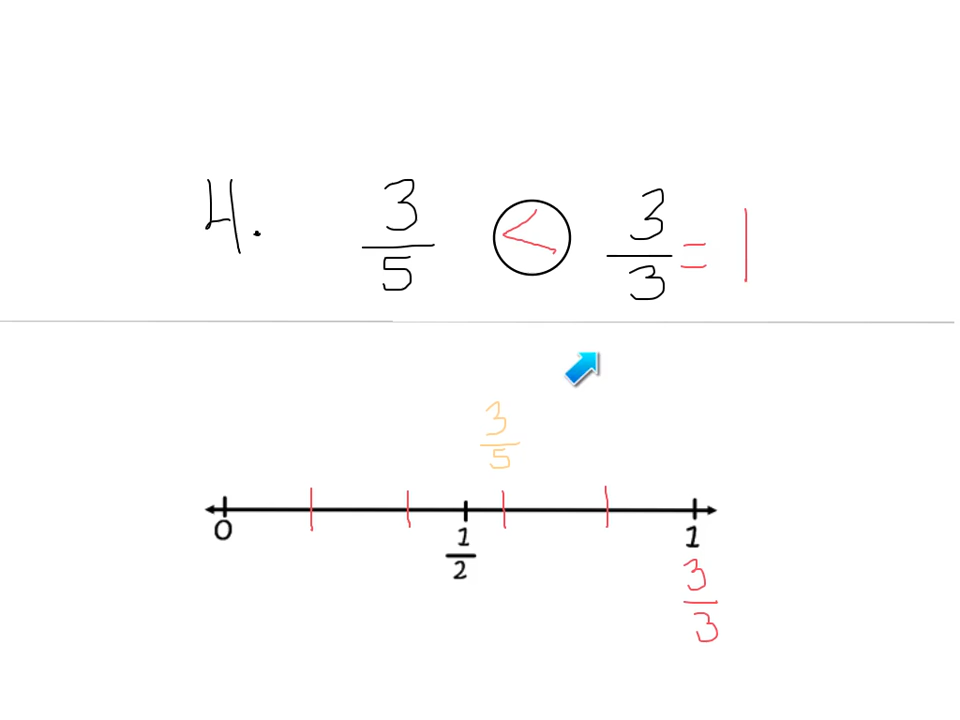 4. 3/5 < 3/3 = 1
3/5
0 1/2 1
3/3